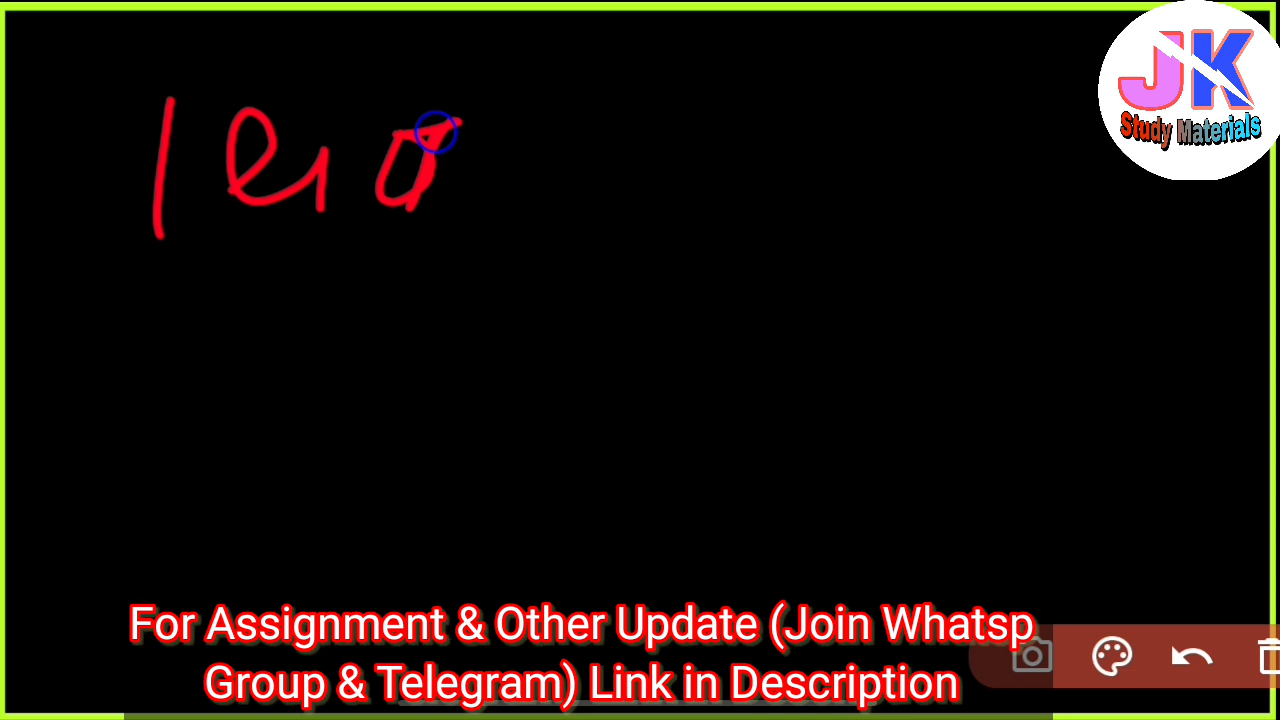 JK
Study Materials
For Assignment & Other Update (Join Whatsp
Group & Telegram) Link in Description